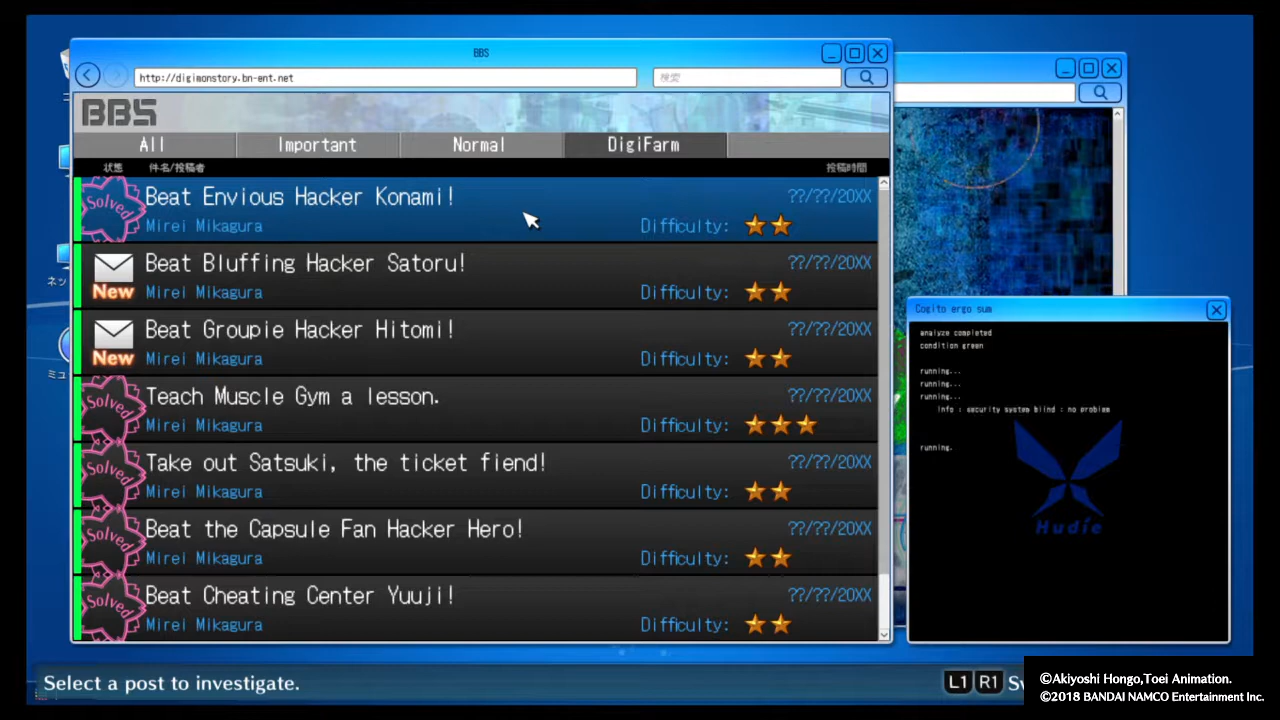 BBS
http://digimonstory.bn-ent.net
検索
BBS
All Important Normal DigiFarm
状態 件名/投稿者 投稿時間
Solved Beat Envious Hacker Konami! ??/??/20XX
Mirei Mikagura Difficulty:
Beat Bluffing Hacker Satoru! ??/??/20XX
New Mirei Mikagura Difficulty:
Beat Groupie Hacker Hitomi! ??/??/20XX
New Mirei Mikagura Difficulty:
Solved Teach Muscle Gym a lesson. ??/??/20XX
Mirei Mikagura Difficulty:
Solved Take out Satsuki, the ticket fiend! ??/??/20XX
Mirei Mikagura Difficulty:
Solved Beat the Capsule Fan Hacker Hero! ??/??/20XX
Mirei Mikagura Difficulty:
Solved Beat Cheating Center Yuuji! ??/??/20XX
Mirei Mikagura Difficulty:
Cogito ergo sum
analyze completed
condition green
running...
running...
running...
Info : security system blind : no problem
running.
Hudie
Select a post to investigate.
L1 R1
©Akiyoshi Hongo,Toei Animation.
©2018 BANDAI NAMCO Entertainment Inc.